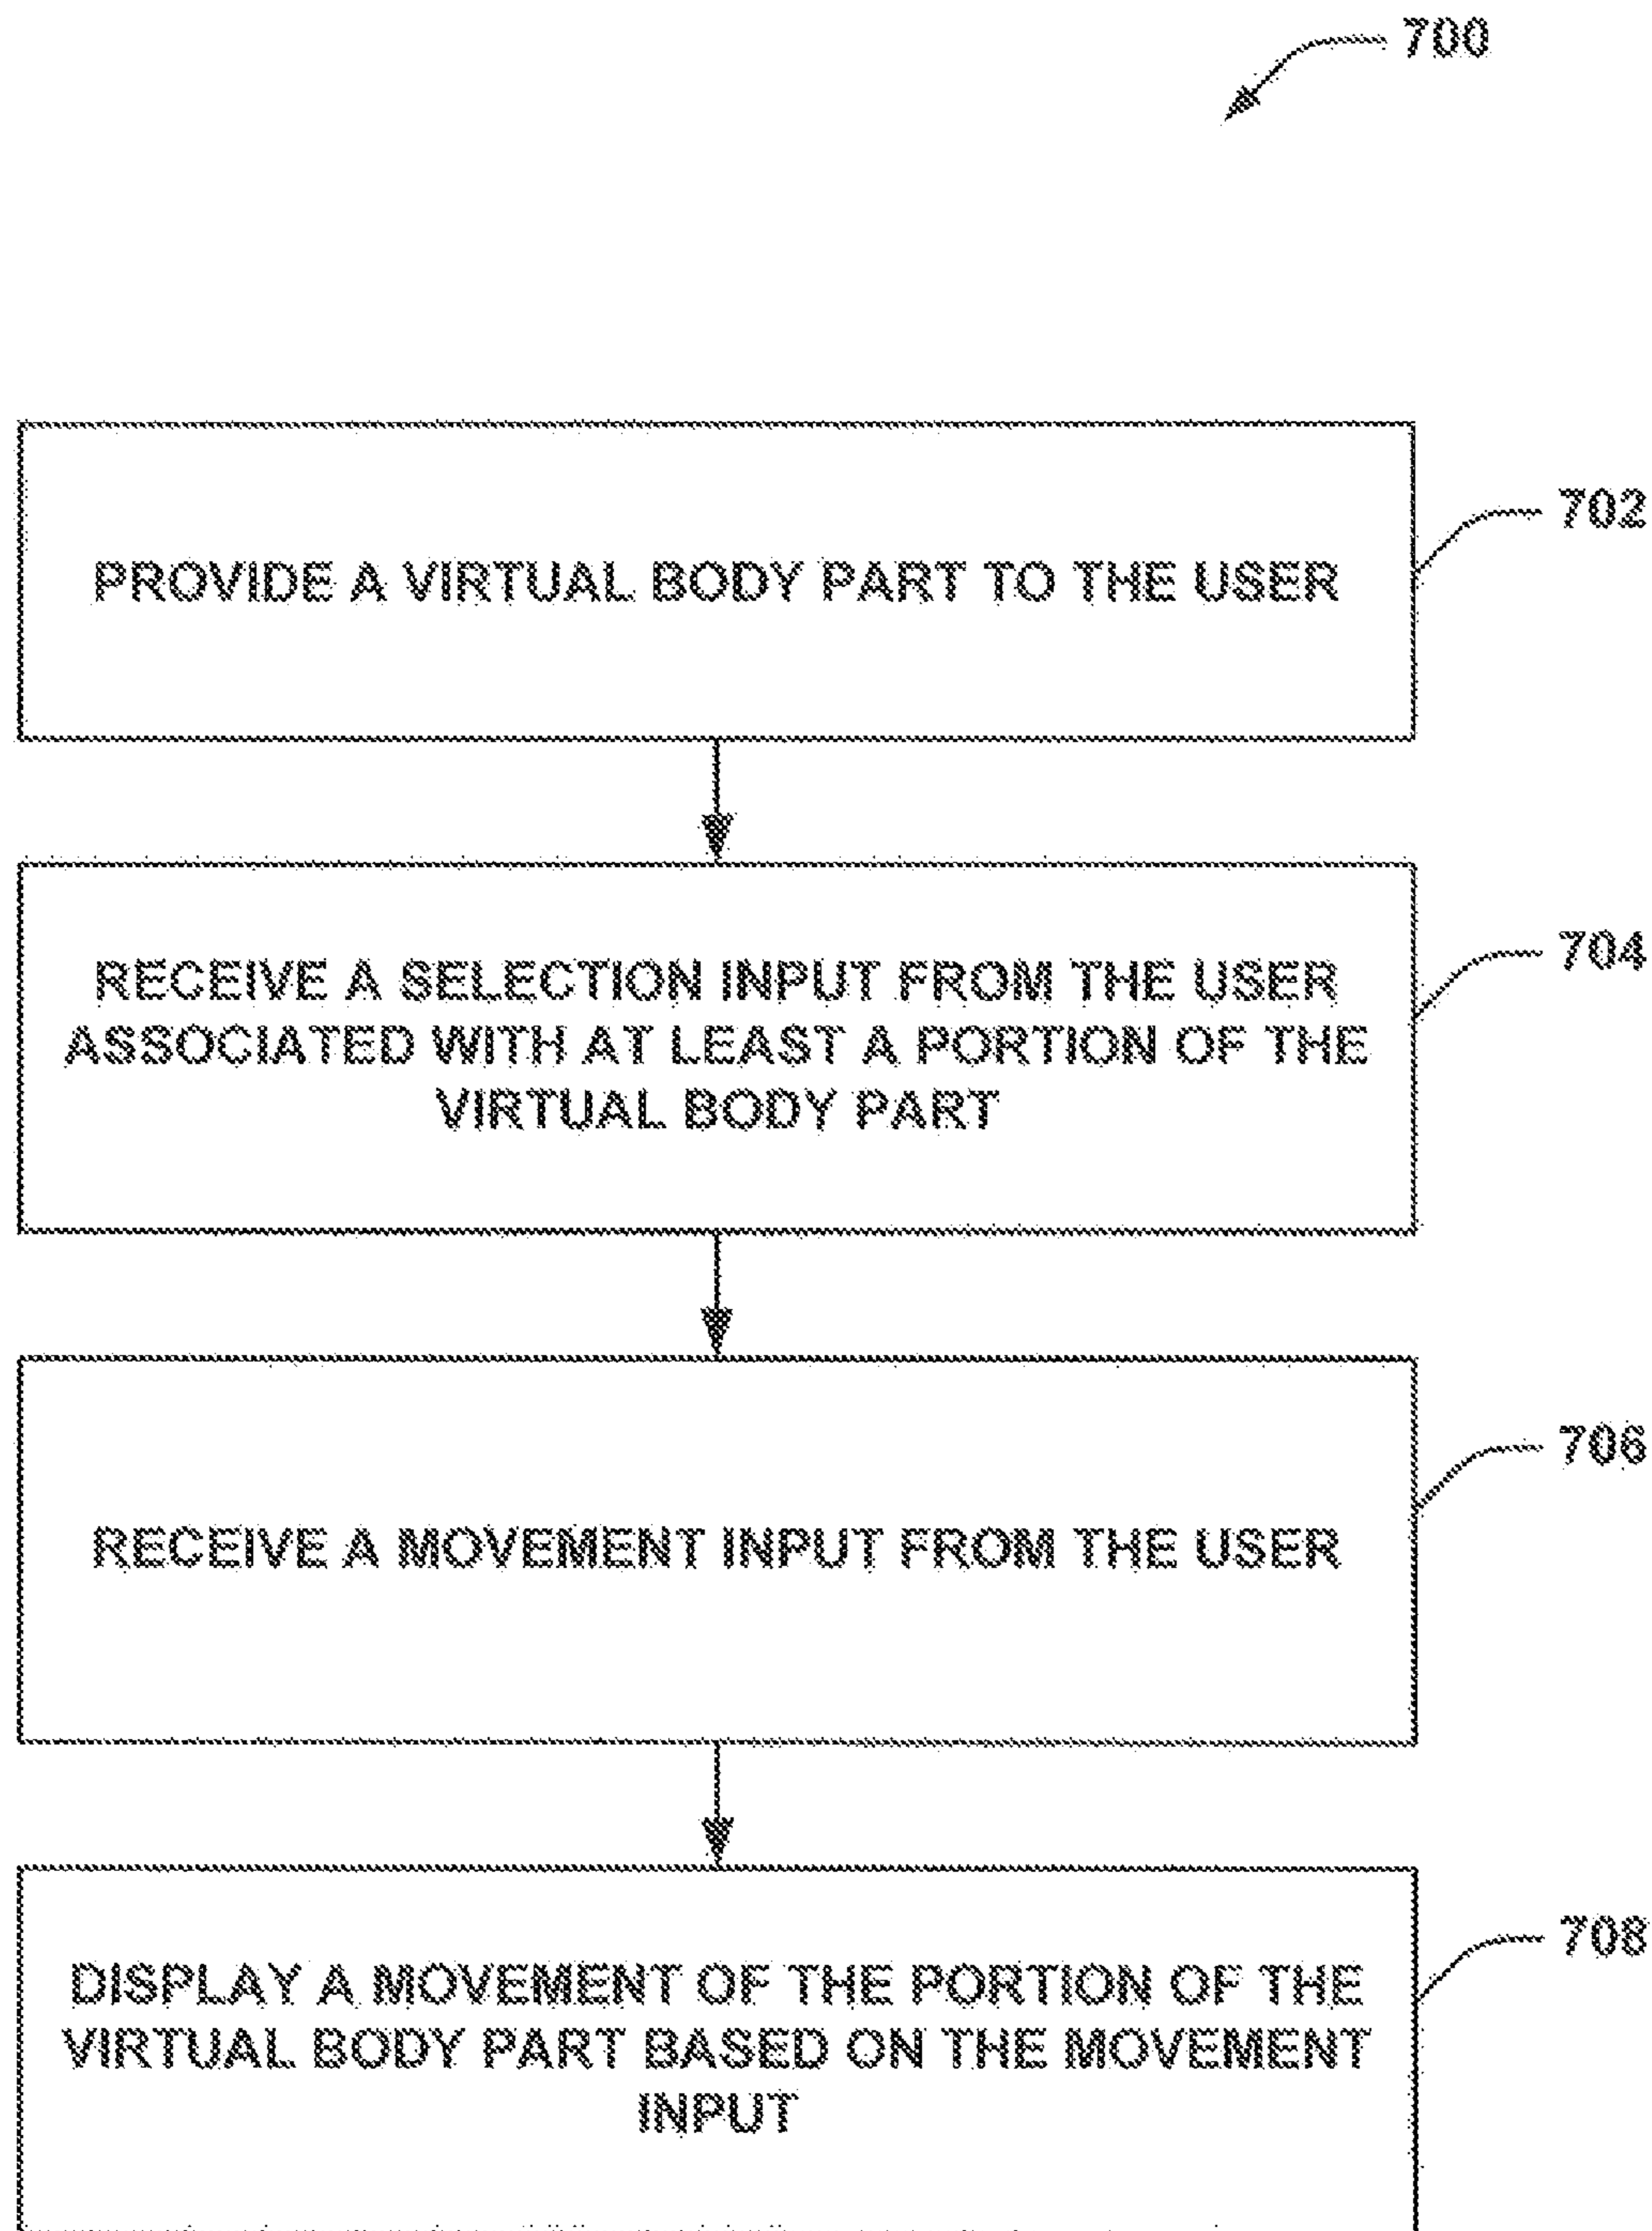 700
PROVIDE A VIRTUAL BODY PART TO THE USER
702
RECEIVE A SELECTION INPUT FROM THE USER
ASSOCIATED WITH AT LEAST A PORTION OF THE
VIRTUAL BODY PART
704
RECEIVE A MOVEMENT INPUT FROM THE USER
706
DISPLAY A MOVEMENT OF THE PORTION OF THE
VIRTUAL BODY PART BASED ON THE MOVEMENT
INPUT
708